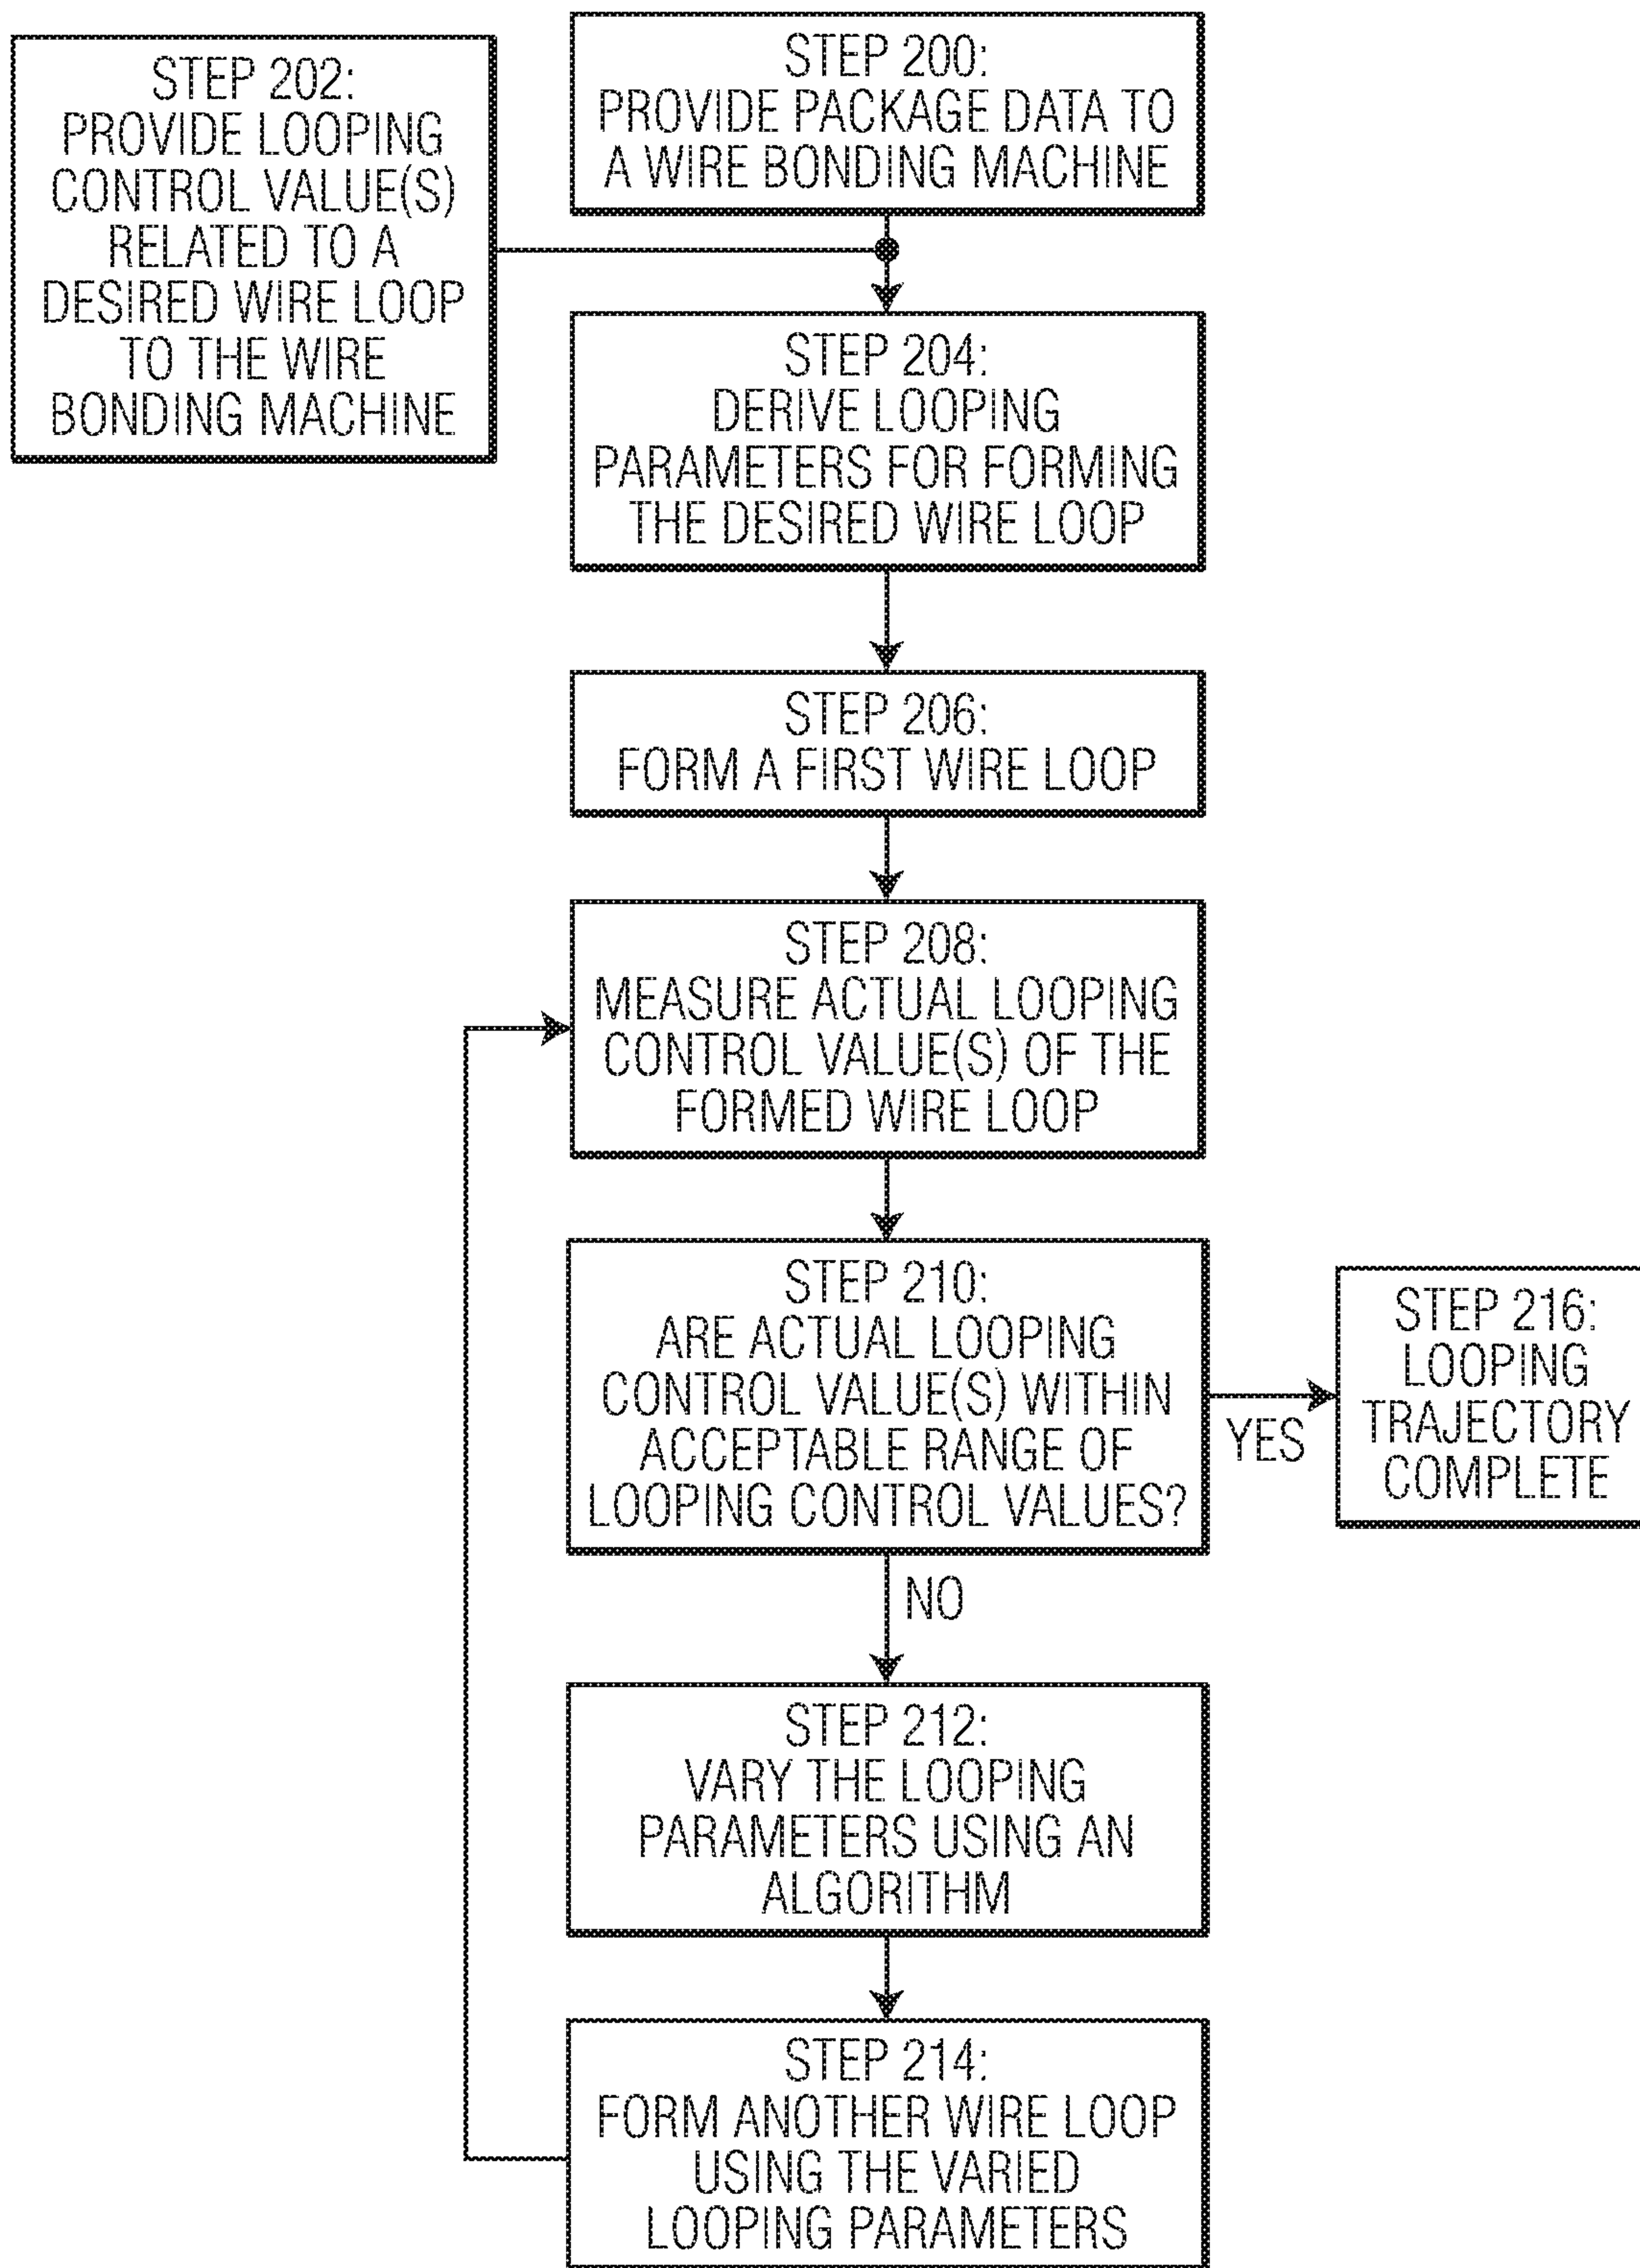 STEP 202:
PROVIDE LOOPING
CONTROL VALUE(S)
RELATED TO A
DESIRED WIRE LOOP
TO THE WIRE
BONDING MACHINE
STEP 200:
PROVIDE PACKAGE DATA TO
A WIRE BONDING MACHINE
STEP 204:
DERIVE LOOPING
PARAMETERS FOR FORMING
THE DESIRED WIRE LOOP
STEP 206:
FORM A FIRST WIRE LOOP
STEP 208:
MEASURE ACTUAL LOOPING
CONTROL VALUE(S) OF THE
FORMED WIRE LOOP
STEP 210:
ARE ACTUAL LOOPING
CONTROL VALUE(S) WITHIN
ACCEPTABLE RANGE OF
LOOPING CONTROL VALUES?
YES
STEP 216:
LOOPING
TRAJECTORY
COMPLETE
NO
STEP 212:
VARY THE LOOPING
PARAMETERS USING AN
ALGORITHM
STEP 214:
FORM ANOTHER WIRE LOOP
USING THE VARIED
LOOPING PARAMETERS